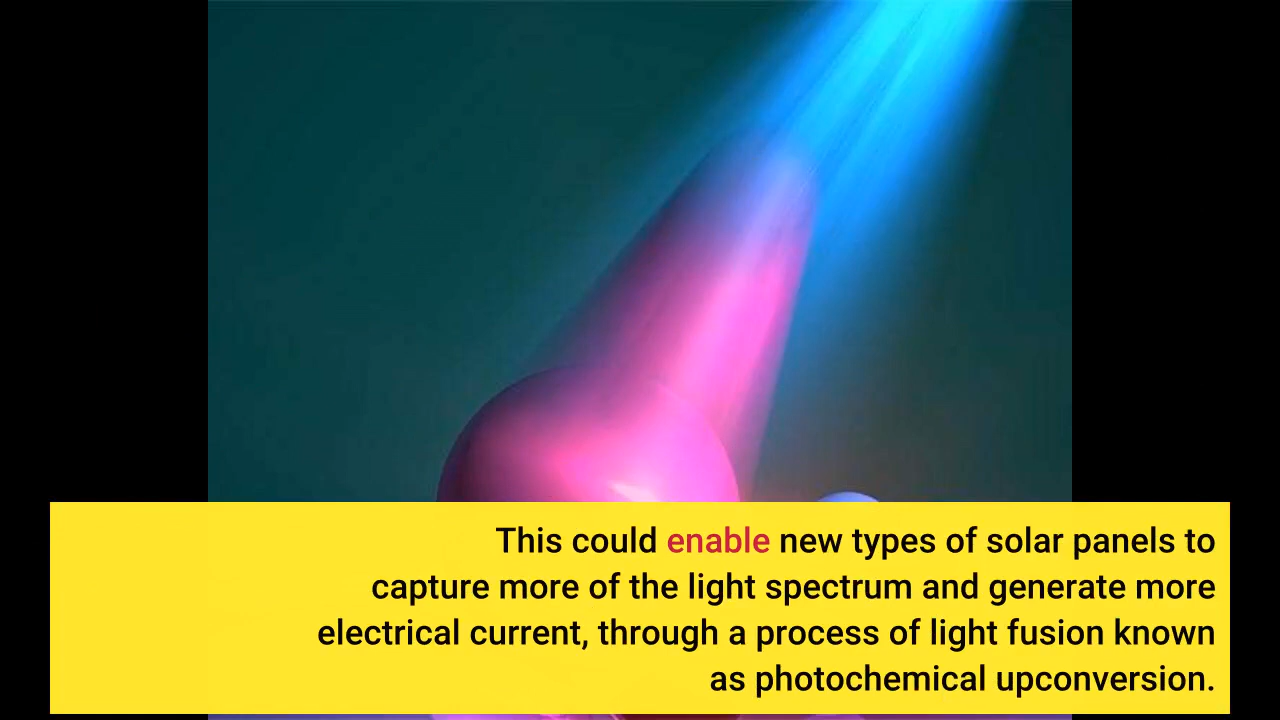 This could enable new types of solar panels to
capture more of the light spectrum and generate more
electrical current, through a process of light fusion known
as photochemical upconversion.